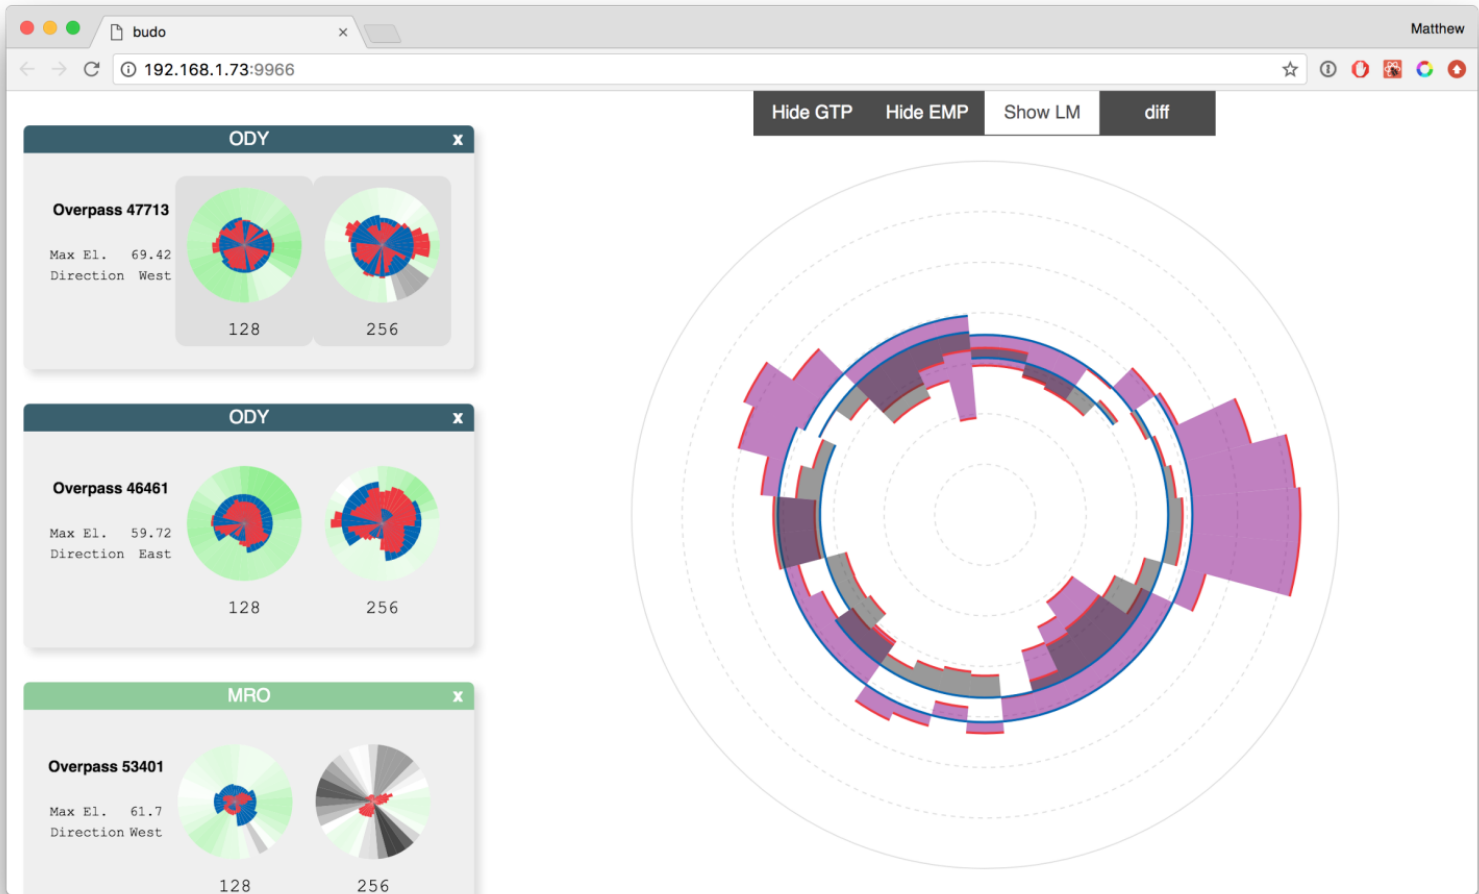 budo
Matthew
192.168.1.73:9966
Hide GTP Hide EMP Show LM diff
ODY x
Overpass 47713
Max El. 69.42
Direction West
128 256
ODY x
Overpass 46461
Max El. 59.72
Direction East
128 256
MRO x
Overpass 53401
Max El. 61.7
Direction West
128 256